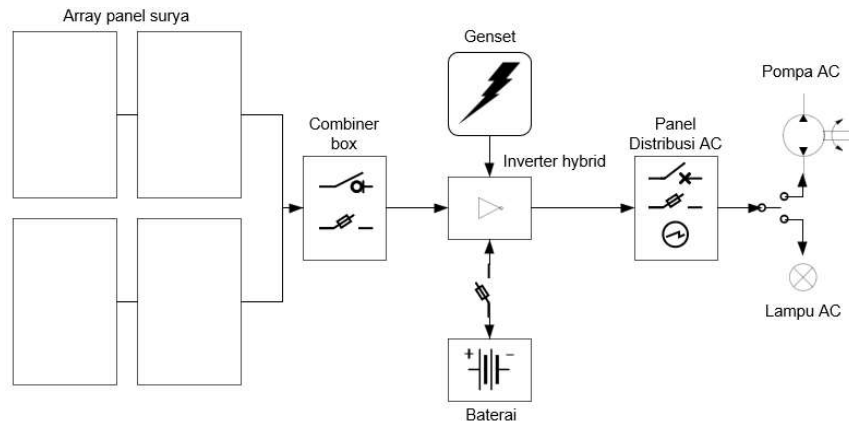 Array panel surya
Genset
Pompa AC
Combiner
box
Panel
Distribusi AC
Inverter hybrid
+ −
Lampu AC
Baterai